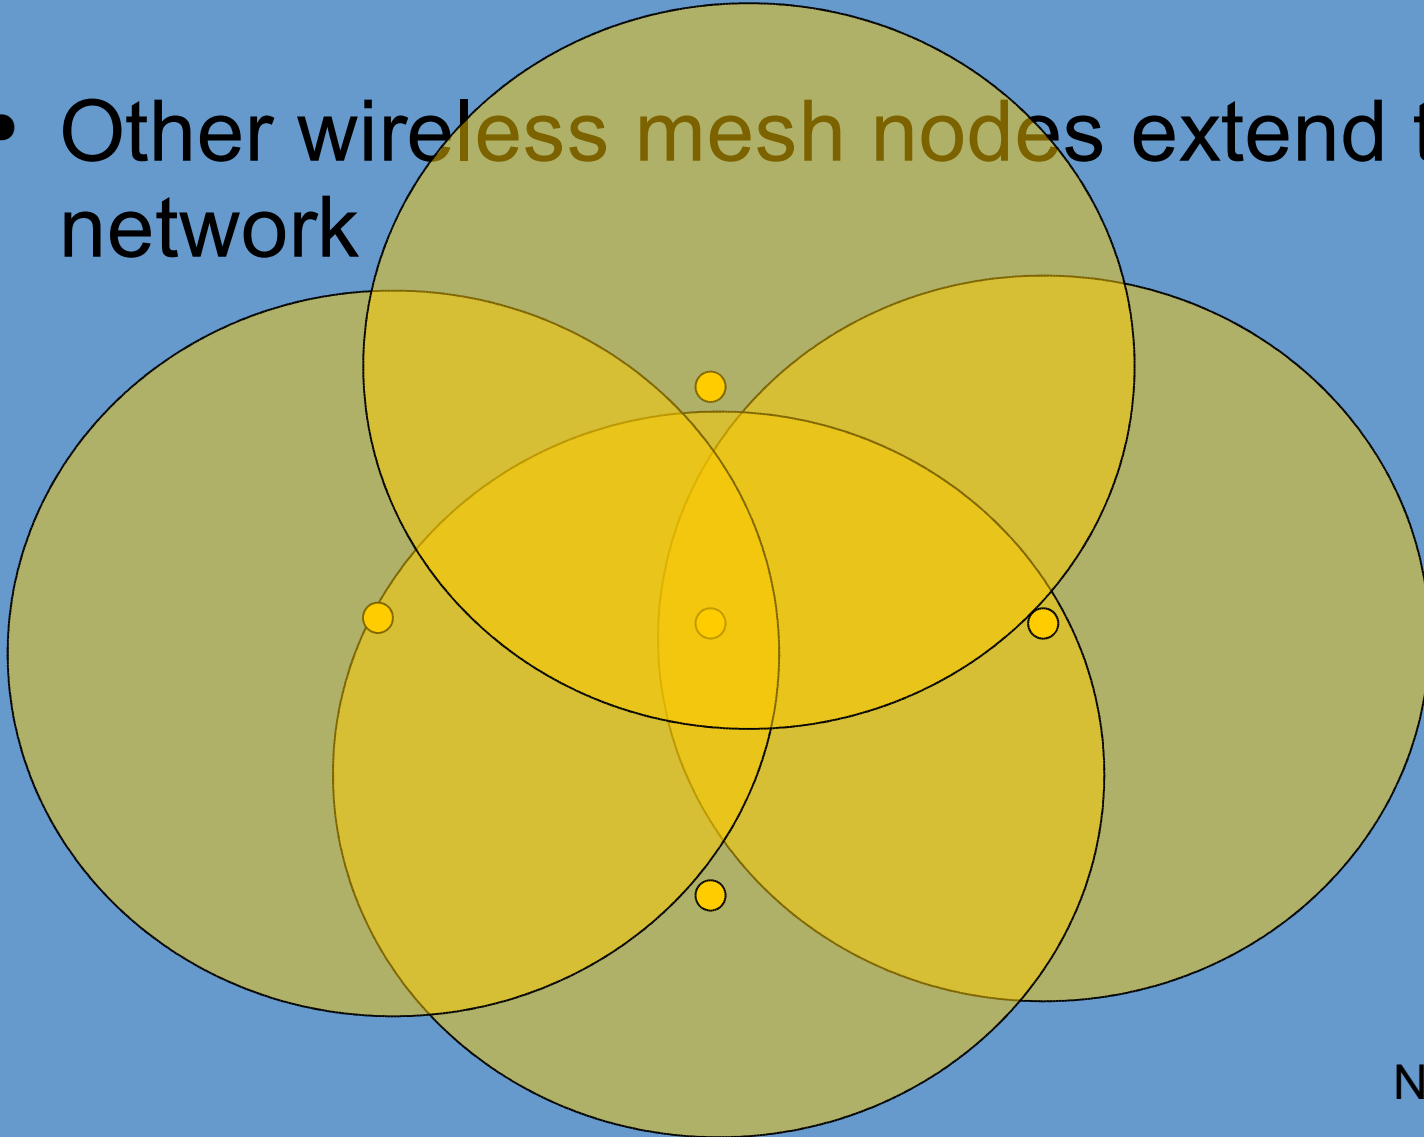 • Other wireless mesh nodes extend
network
N